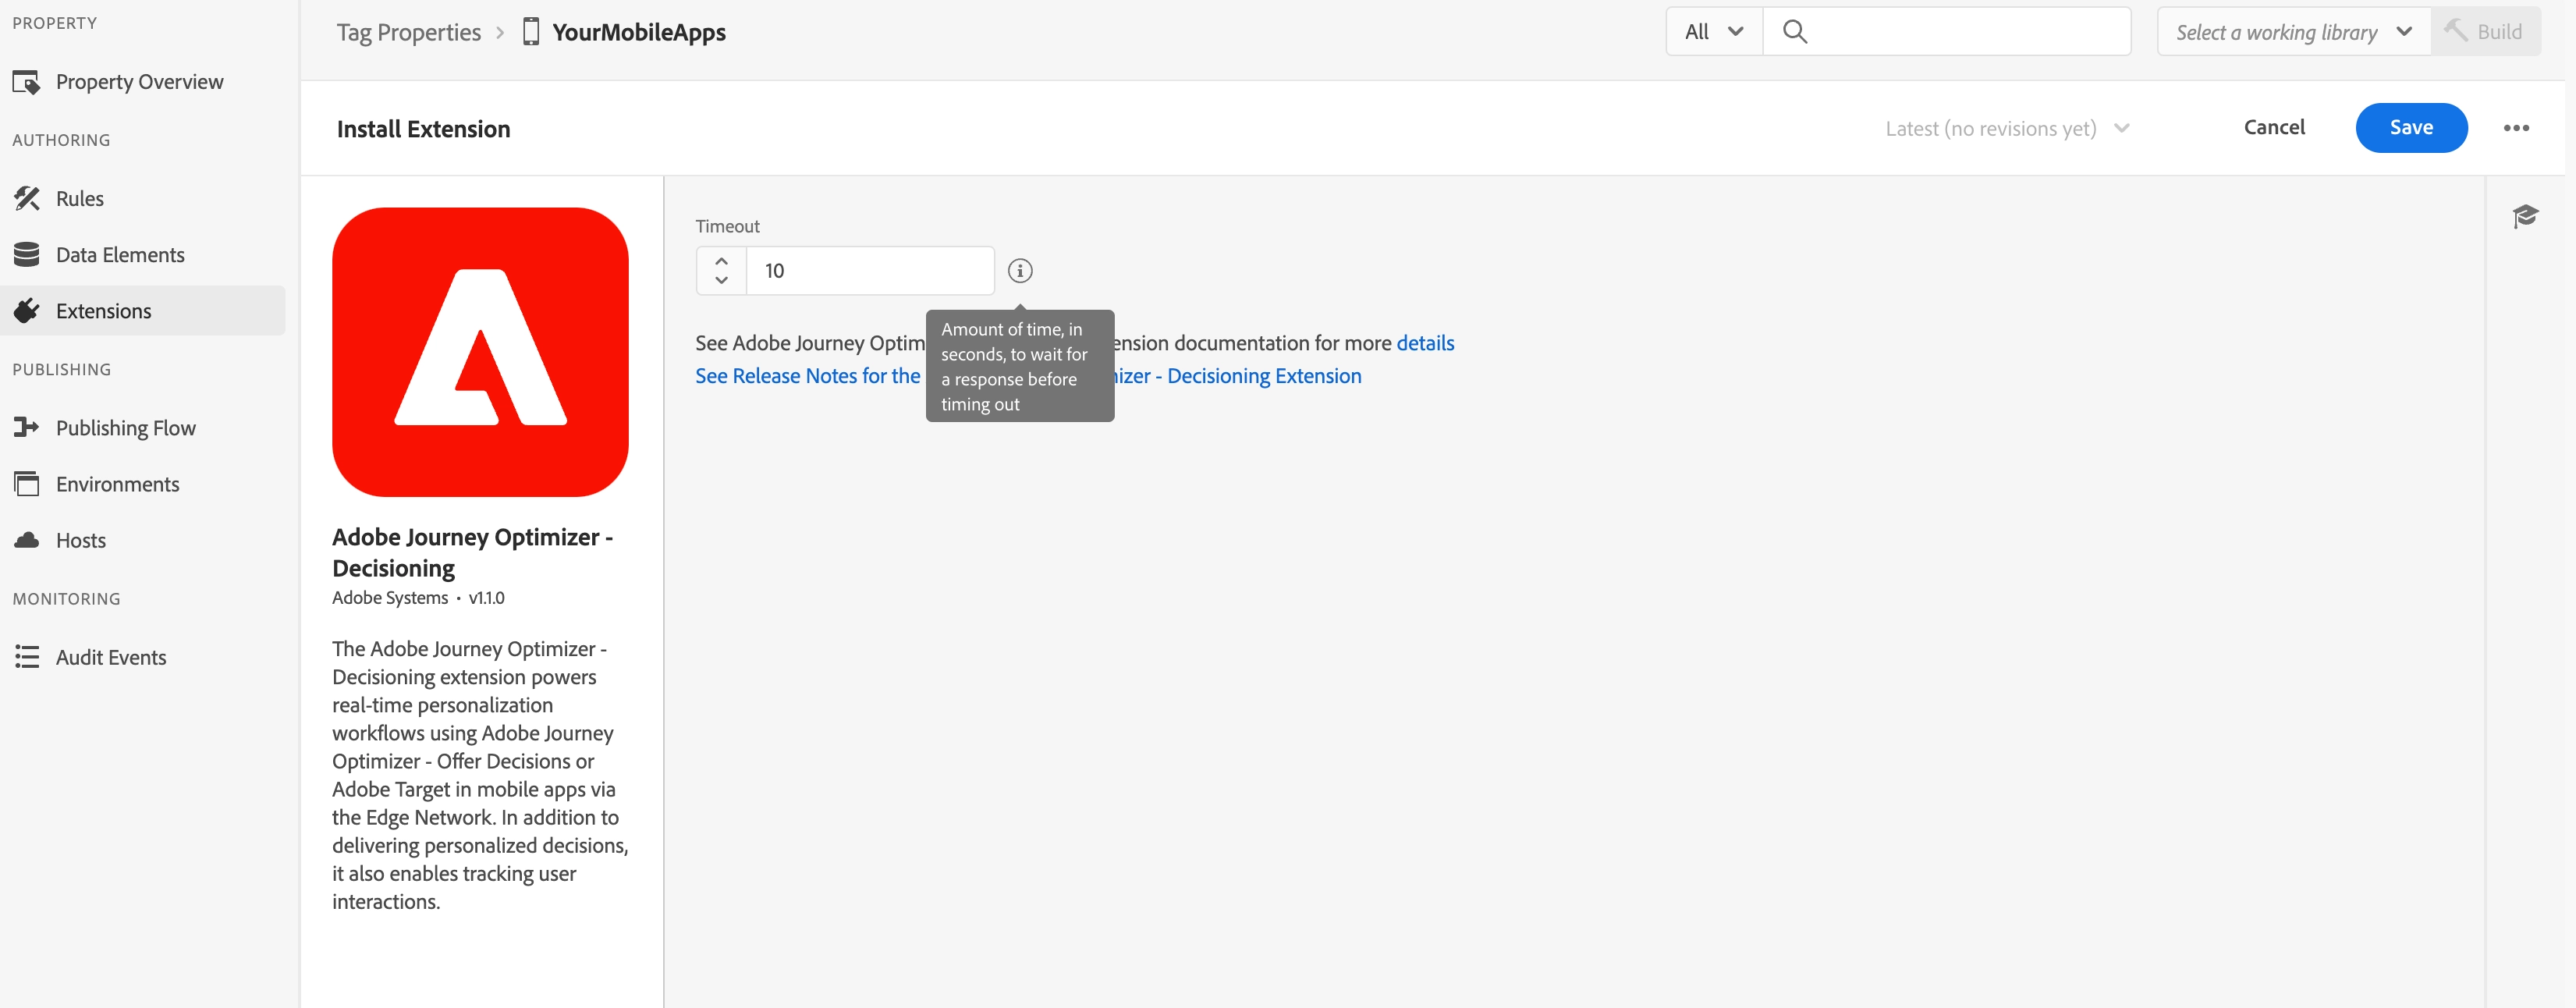 PROPERTY
Property Overview
AUTHORING
Rules
Data Elements
Extensions
PUBLISHING
Publishing Flow
Environments
Hosts
MONITORING
Audit Events
Tag Properties
YourMobileApps
All
Select a working library
Build
Install Extension
Latest (no revisions yet)
Cancel
Save
Adobe Journey Optimizer -
Decisioning
Adobe Systems • v1.1.0
The Adobe Journey Optimizer -
Decisioning extension powers
real-time personalization
workflows using Adobe Journey
Optimizer - Offer Decisions or
Adobe Target in mobile apps via
the Edge Network. In addition to
delivering personalized decisions,
it also enables tracking user
interactions.
Timeout
10
Amount of time, in
seconds, to wait for
a response before
timing out
See Adobe Journey Optim ension documentation for more details
See Release Notes for the nizer - Decisioning Extension